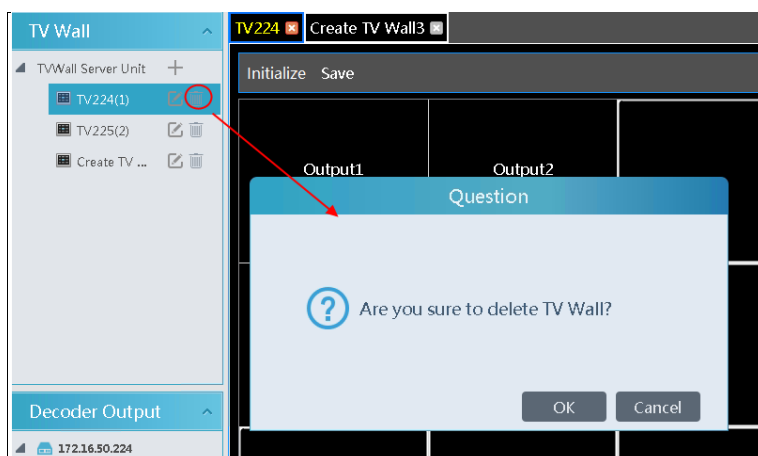 TV Wall
TVWall Server Unit
TV224(1)
TV225(2)
Create TV ...
Decoder Output
172.16.50.224
TV224 Create TV Wall3
Initialize Save
Output1 Output2
Question
Are you sure to delete TV Wall?
OK Cancel